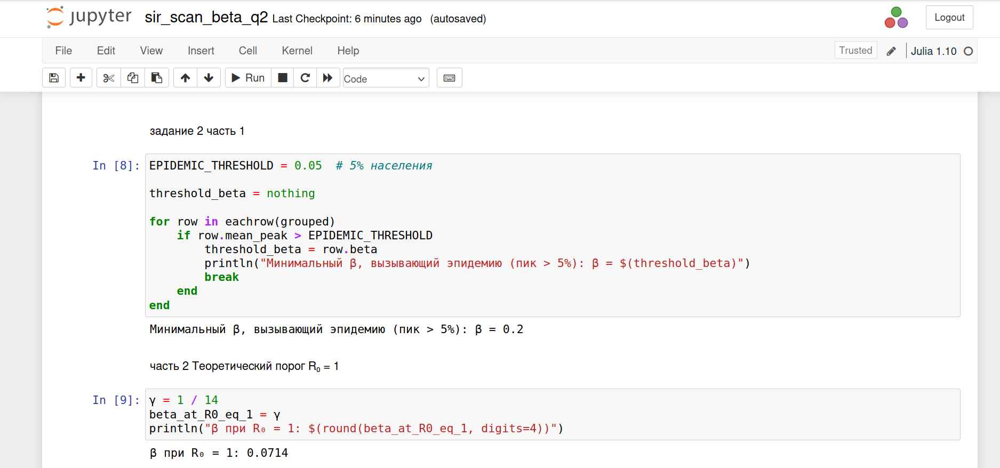 jupyter sir_scan_beta_q2 Last Checkpoint: 6 minutes ago (autosaved) Logout
File Edit View Insert Cell Kernel Help Trusted Julia 1.10
Run Code
задание 2 часть 1
In [8]: EPIDEMIC_THRESHOLD = 0.05  # 5% населения
threshold_beta = nothing
for row in eachrow(grouped)
    if row.mean_peak > EPIDEMIC_THRESHOLD
        threshold_beta = row.beta
        println("Минимальный β, вызывающий эпидемию (пик > 5%): β = $(threshold_beta)")
        break
    end
end
Минимальный β, вызывающий эпидемию (пик > 5%): β = 0.2
часть 2 Теоретический порог R₀ = 1
In [9]: γ = 1 / 14
beta_at_R0_eq_1 = γ
println("β при R₀ = 1: $(round(beta_at_R0_eq_1, digits=4))")
β при R₀ = 1: 0.0714